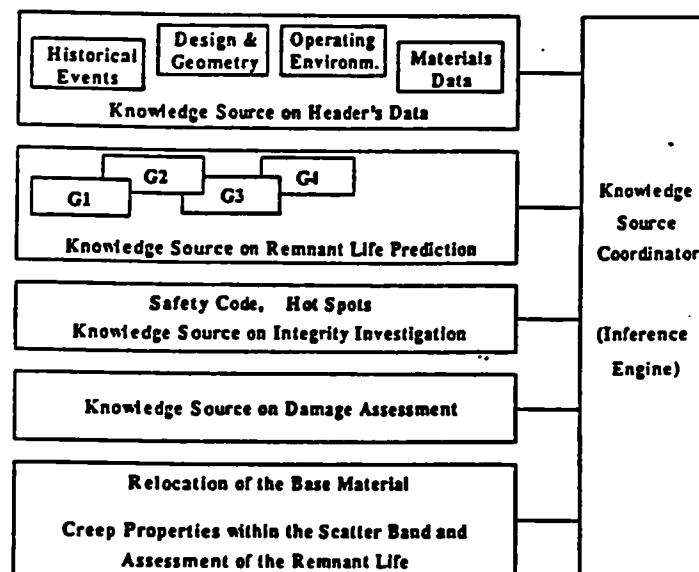 Historical Events
Design & Geometry
Operating Environm.
Materials Data
Knowledge Source on Header's Data
G1
G2
G3
G4
Knowledge Source on Remnant Life Prediction
Safety Code, Hot Spots
Knowledge Source on Integrity Investigation
Knowledge Source on Damage Assessment
Relocation of the Base Material
Creep Properties within the Scatter Band and
Assessment of the Remnant Life
Knowledge
Source
Coordinator
(Inference
Engine)